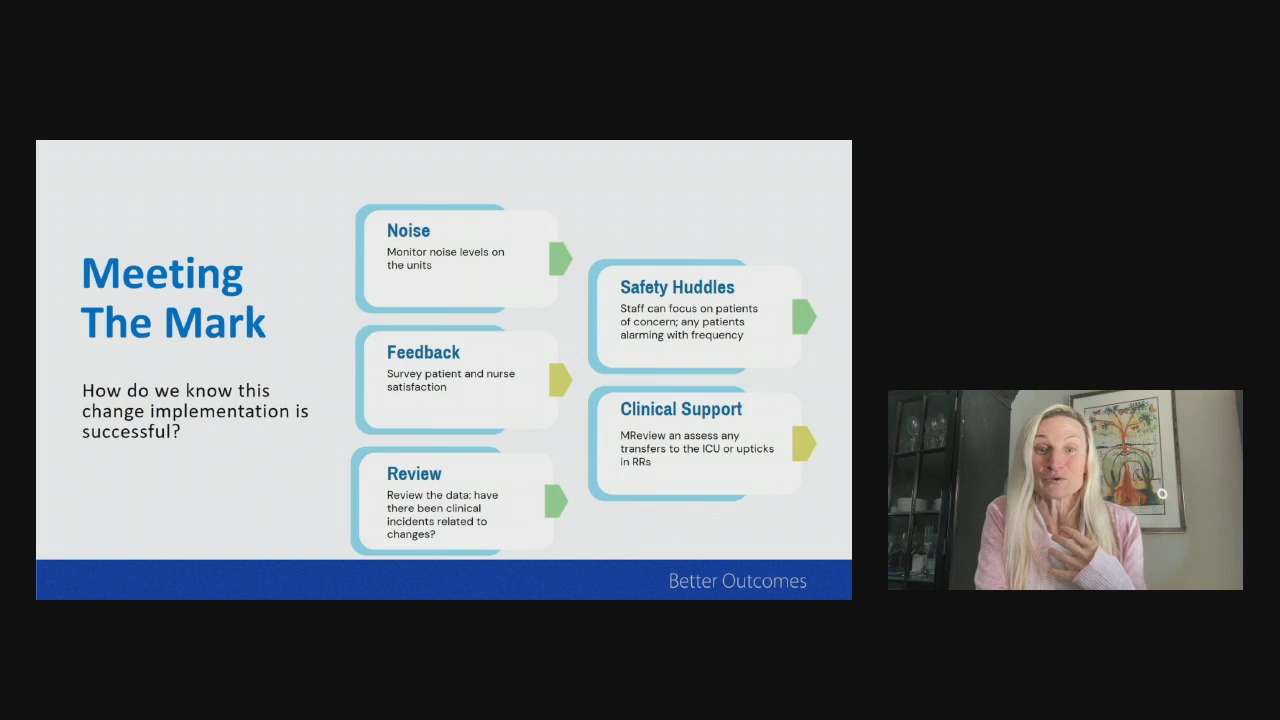 Meeting
The Mark
How do we know this
change implementation is
successful?
Noise
Monitor noise levels on
the units
Feedback
Survey patient and nurse
satisfaction
Review
Review the data: have
there been clinical
incidents related to
changes?
Safety Huddles
Staff can focus on patients
of concern; any patients
alarming with frequency
Clinical Support
MReview an assess any
transfers to the ICU or upticks
in RRs
Better Outcomes